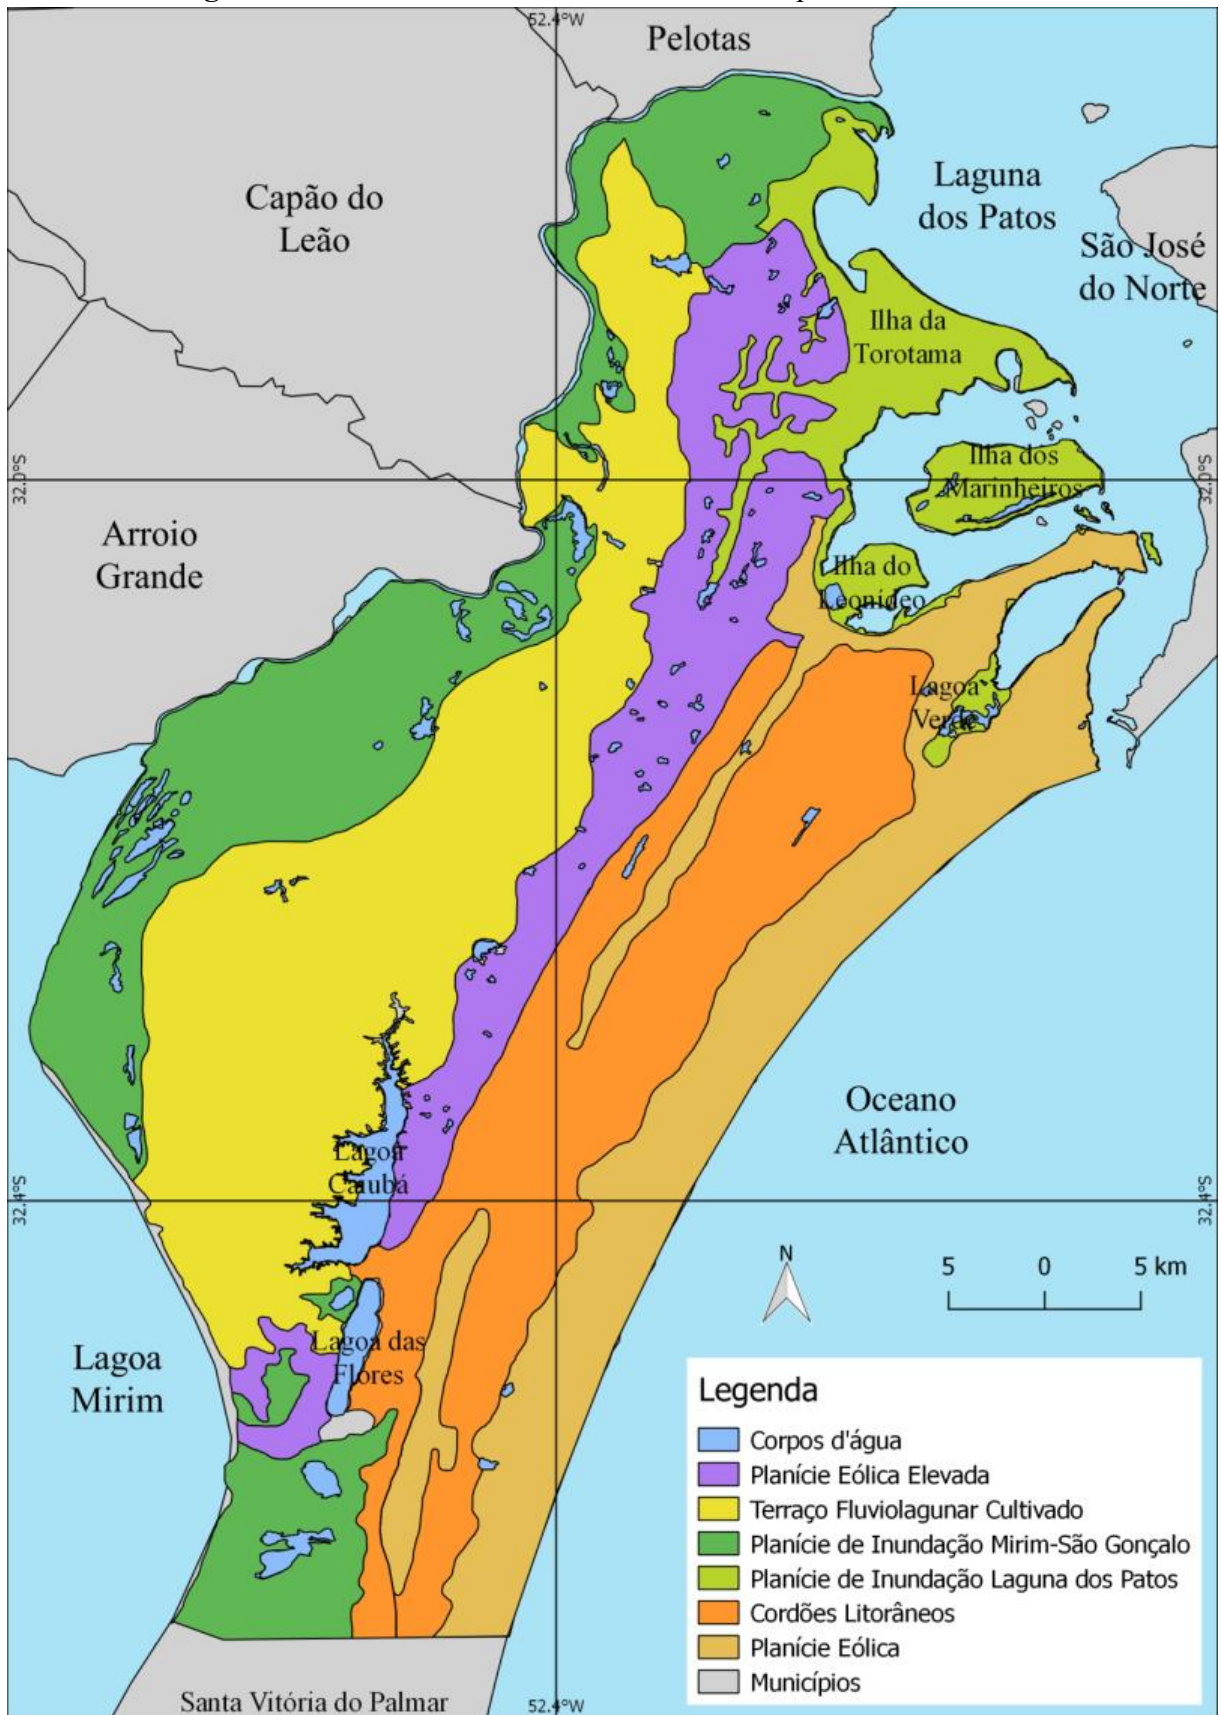 52.4°W
Pelotas
Capão do
Leão
Laguna
dos Patos
São José
do Norte
Ilha da
Torotama
Ilha dos
Marinheiros
32.0°S
32.0°S
Arroio
Grande
Ilha do
Leonídeo
Lagoa
Verde
Oceano
Atlântico
Lagoa
Caiubá
32.4°S
32.4°S
N
5 0 5 km
Lagoa das
Flores
Lagoa
Mirim
Legenda
Corpos d'água
Planície Eólica Elevada
Terraço Fluviolagunar Cultivado
Planície de Inundação Mirim-São Gonçalo
Planície de Inundação Laguna dos Patos
Cordões Litorâneos
Planície Eólica
Municípios
Santa Vitória do Palmar
52.4°W